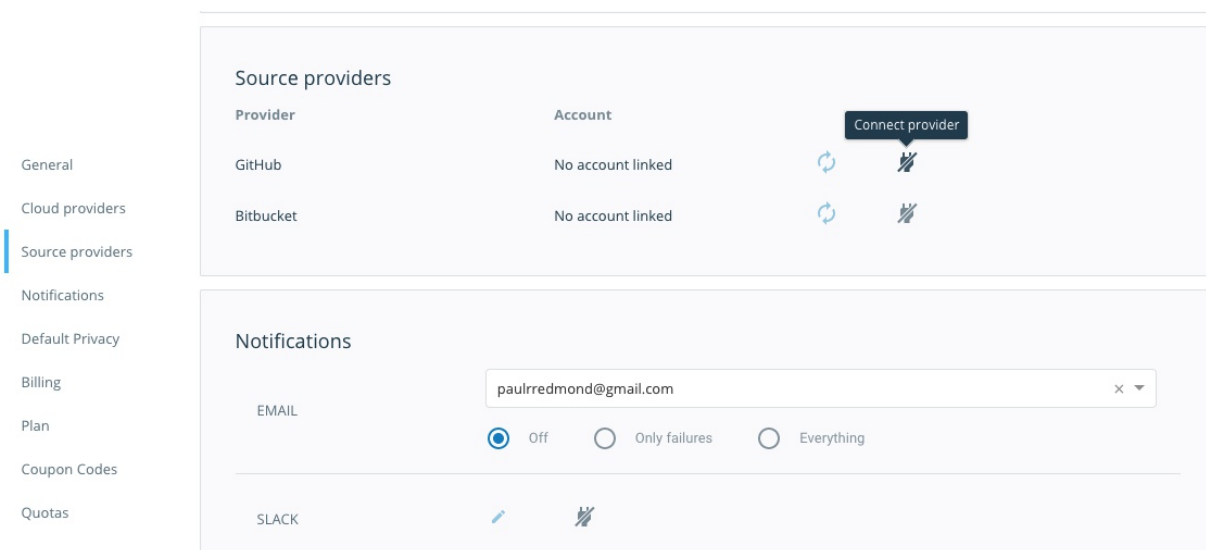 General
Cloud providers
Source providers
Notifications
Default Privacy
Billing
Plan
Coupon Codes
Quotas
Source providers
Provider Account
Connect provider
GitHub No account linked
Bitbucket No account linked
Notifications
EMAIL
paulrredmond@gmail.com
Off Only failures Everything
SLACK